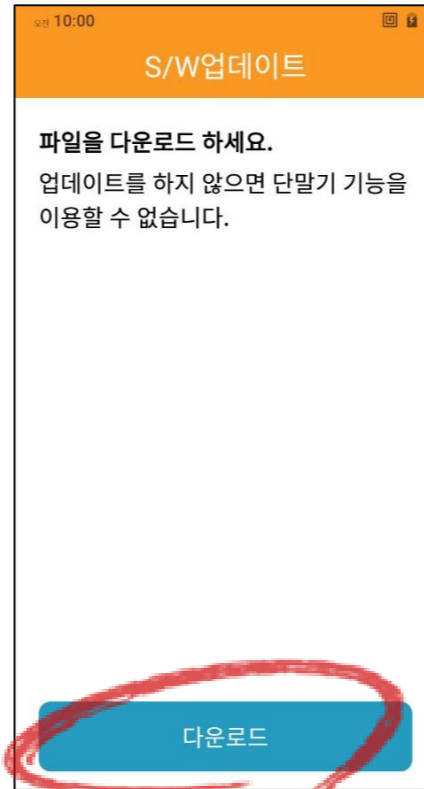 오전 10:00
S/W업데이트
파일을 다운로드 하세요.
업데이트를 하지 않으면 단말기 기능을
이용할 수 없습니다.
다운로드